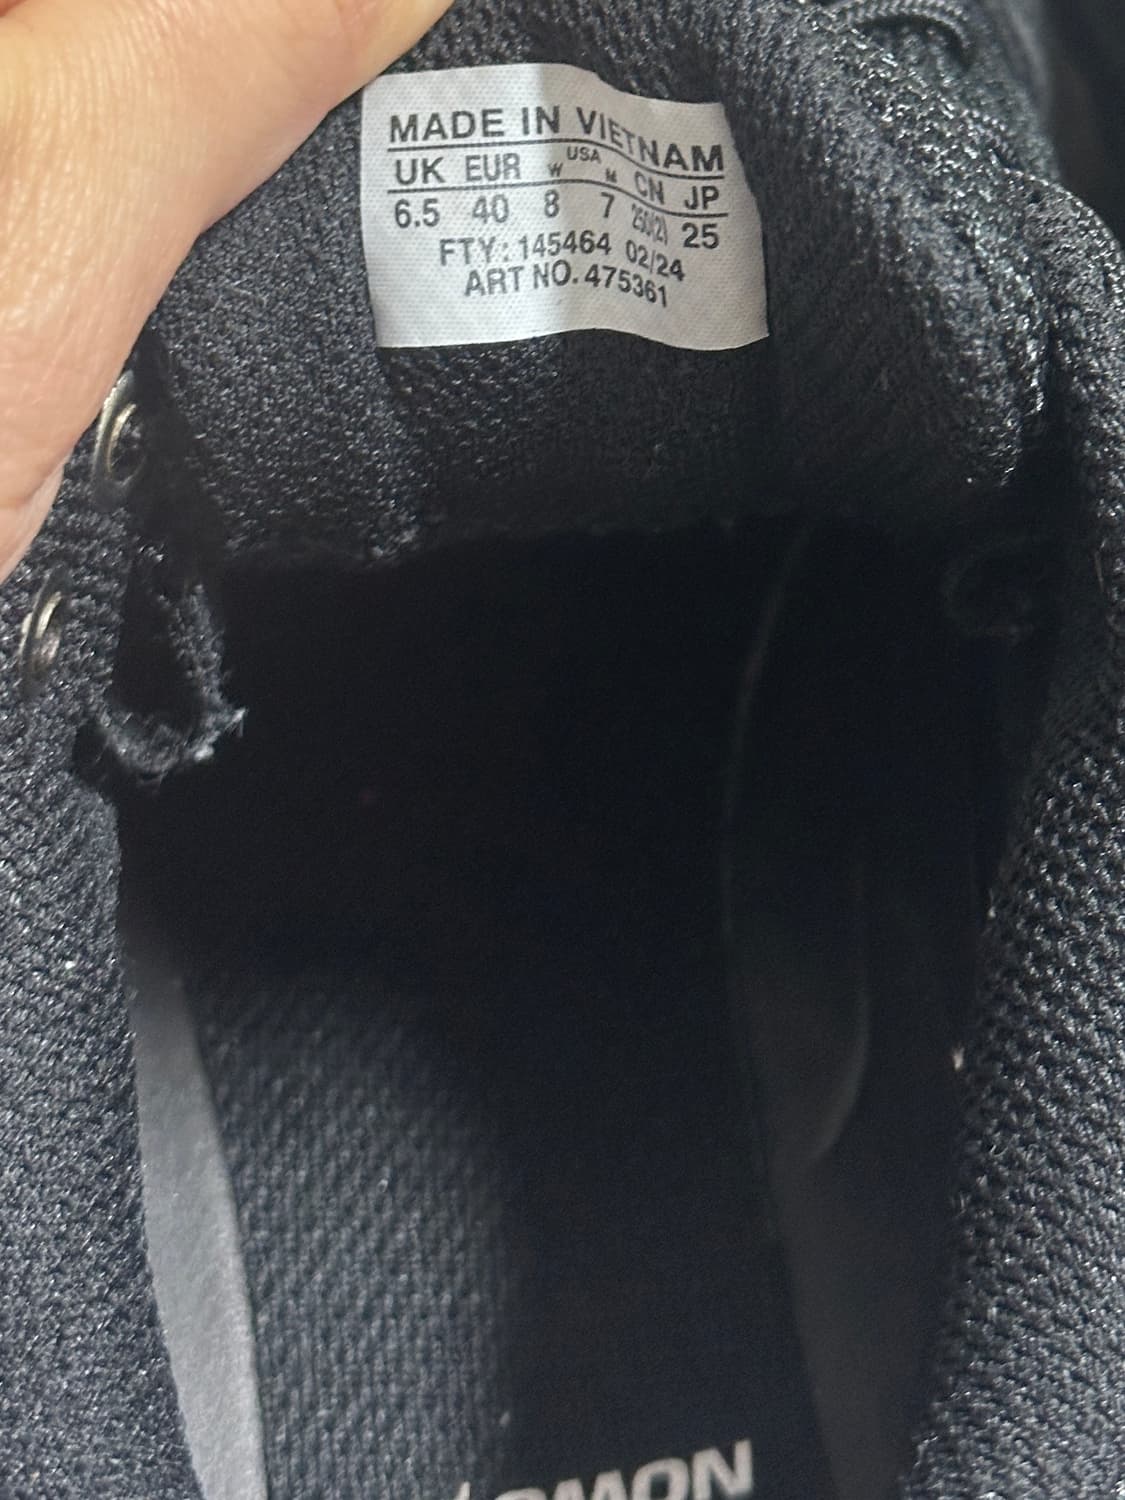 MADE IN VIETNAM
UK EUR W USA M CN JP
6.5 40 8 7 250(2) 25
FTY: 145464 02/24
ART NO. 475361
OMON